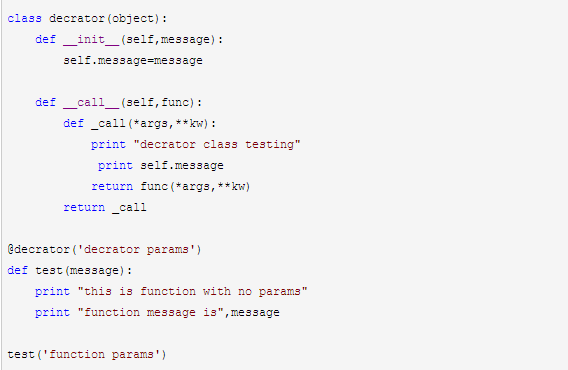 class decrator(object):
    def __init__(self,message):
        self.message=message

    def __call__(self,func):
        def _call(*args,**kw):
            print "decrator class testing"
             print self.message
            return func(*args,**kw)
        return _call

@decrator('decrator params')
def test(message):
    print "this is function with no params"
    print "function message is",message

test('function params')